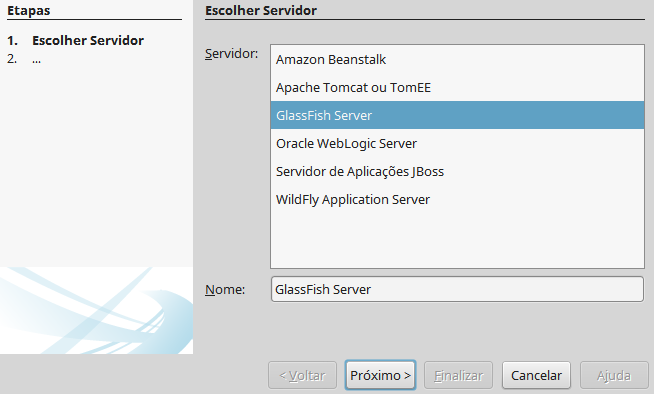 Etapas
1. Escolher Servidor
2. ...
Escolher Servidor
Servidor:
Amazon Beanstalk
Apache Tomcat ou TomEE
GlassFish Server
Oracle WebLogic Server
Servidor de Aplicações JBoss
WildFly Application Server
Nome: GlassFish Server
< Voltar Próximo > Finalizar Cancelar Ajuda